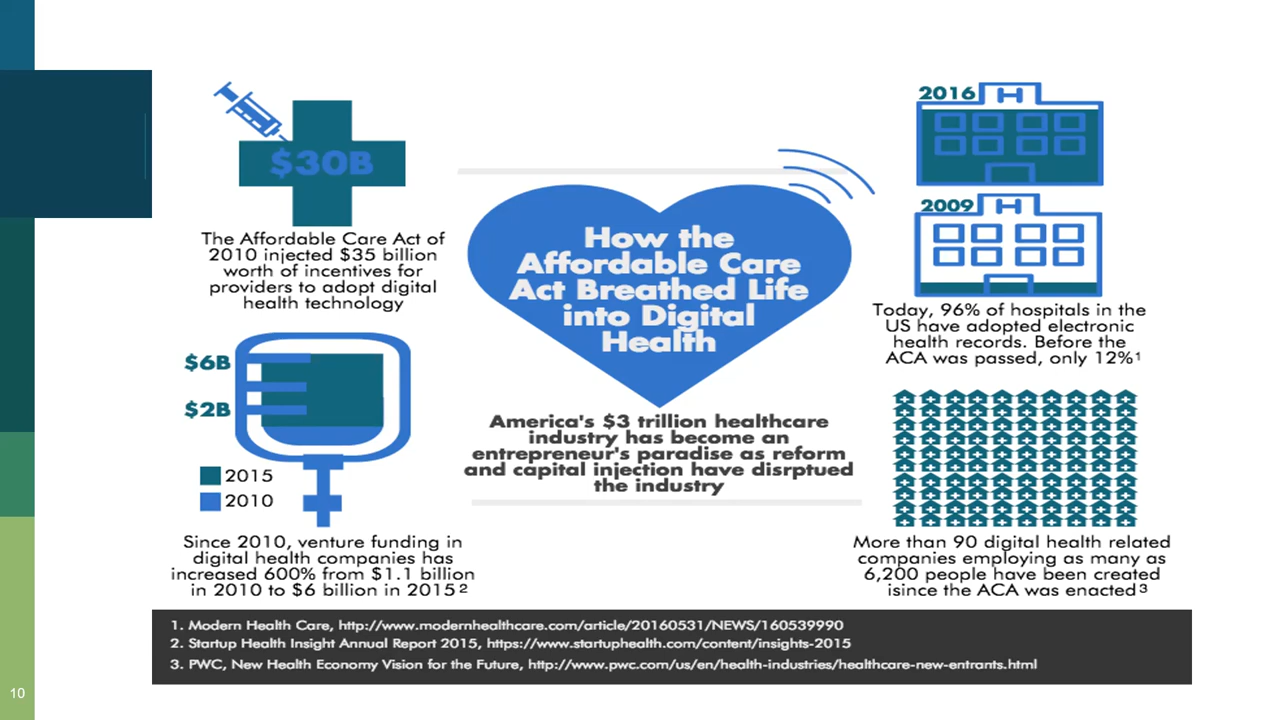 $30B
The Affordable Care Act of
2010 injected $35 billion
worth of incentives for
providers to adopt digital
health technology
$6B
$2B
2015
2010
Since 2010, venture funding in
digital health companies has
increased 600% from $1.1 billion
in 2010 to $6 billion in 2015 2
How the
Affordable Care
Act Breathed Life
into Digital
Health
America's $3 trillion healthcare
industry has become an
entrepreneur's paradise as reform
and capital injection have disrptued
the industry
2016
H
2009
H
Today, 96% of hospitals in the
US have adopted electronic
health records. Before the
ACA was passed, only 12%1
More than 90 digital health related
companies employing as many as
6,200 people have been created
isince the ACA was enacted3
1. Modern Health Care, http://www.modernhealthcare.com/article/20160531/NEWS/160539990
2. Startup Health Insight Annual Report 2015, https://www.startuphealth.com/content/insights-2015
3. PWC, New Health Economy Vision for the Future, http://www.pwc.com/us/en/health-industries/healthcare-new-entrants.html
10